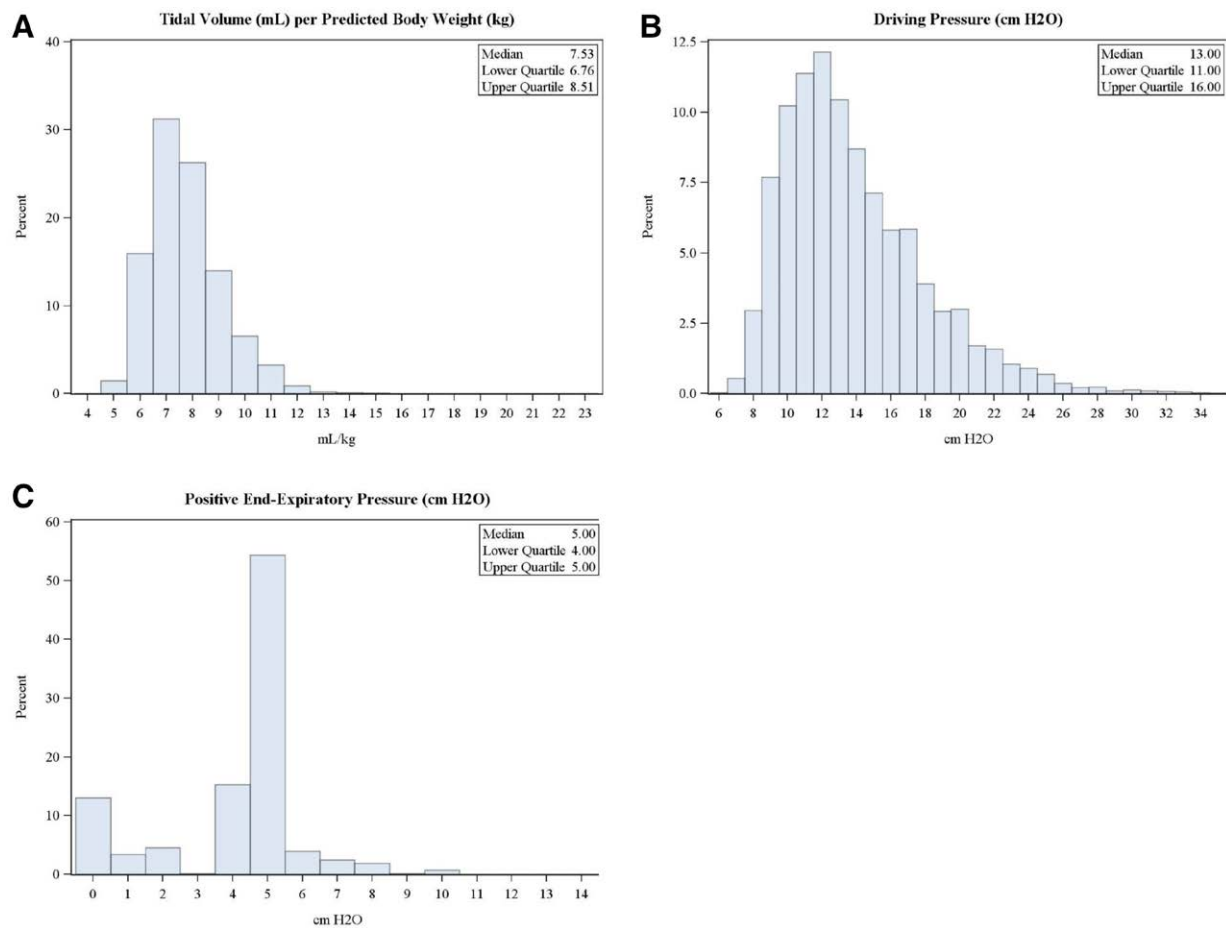 A
Tidal Volume (mL) per Predicted Body Weight (kg)
40
30
20
10
0
Percent
Median 7.53
Lower Quartile 6.76
Upper Quartile 8.51
4 5 6 7 8 9 10 11 12 13 14 15 16 17 18 19 20 21 22 23
mL/kg
B
Driving Pressure (cm H2O)
12.5
10.0
7.5
5.0
2.5
0.0
Percent
Median 13.00
Lower Quartile 11.00
Upper Quartile 16.00
6 8 10 12 14 16 18 20 22 24 26 28 30 32 34
cm H2O
C
Positive End-Expiratory Pressure (cm H2O)
60
50
40
30
20
10
0
Percent
Median 5.00
Lower Quartile 4.00
Upper Quartile 5.00
0 1 2 3 4 5 6 7 8 9 10 11 12 13 14
cm H2O